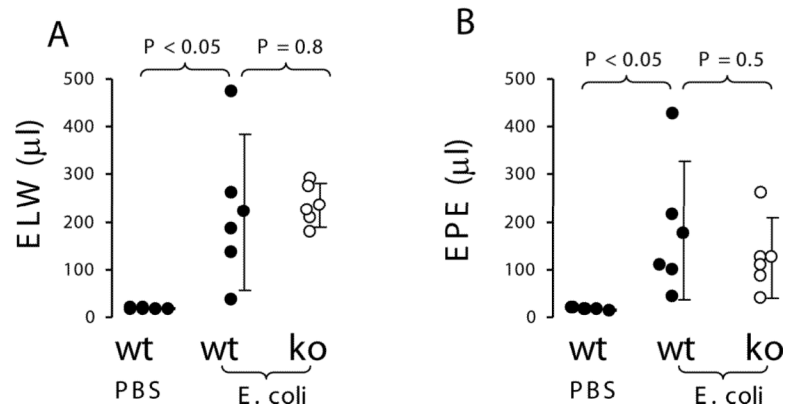 A
P < 0.05 P = 0.8
ELW (µl)
500
400
300
200
100
0
wt wt ko
PBS E. coli
B
P < 0.05 P = 0.5
EPE (µl)
500
400
300
200
100
0
wt wt ko
PBS E. coli